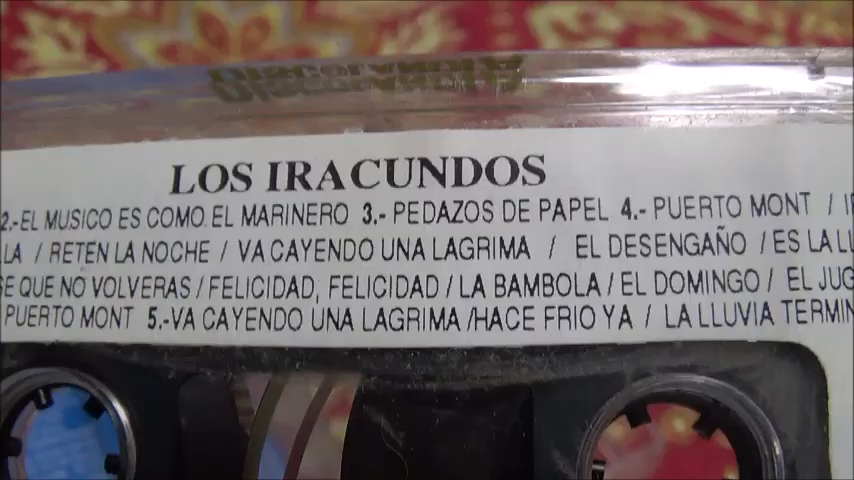 DISCOLANDIA
LOS IRACUNDOS
2.-EL MUSICO ES COMO EL MARINERO 3.- PEDAZOS DE PAPEL 4.- PUERTO MONT / 
LA / RETEN LA NOCHE / VA CAYENDO UNA LAGRIMA / EL DESENGAÑO / ES LA
SE QUE NO VOLVERAS / FELICIDAD, FELICIDAD / LA BAMBOLA / EL DOMINGO / EL
PUERTO MONT 5.-VA CAYENDO UNA LAGRIMA /HACE FRIO YA / LA LLUVIA